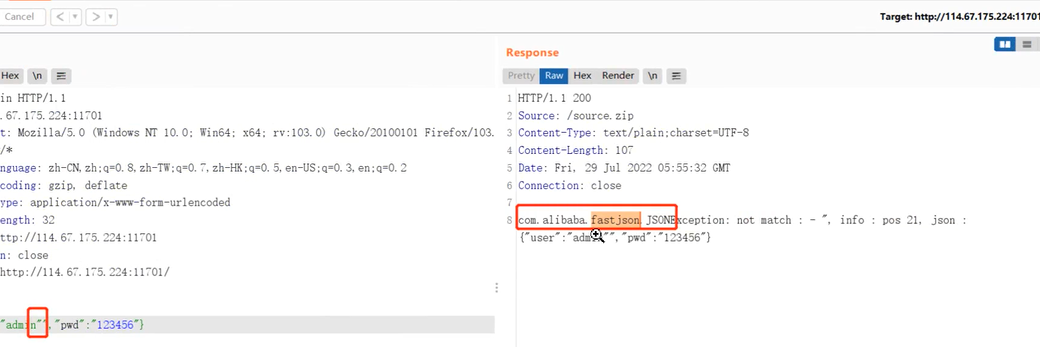 Cancel < > Target: http://114.67.175.224:11701
Response
Hex \n
Pretty Raw Hex Render \n
in HTTP/1.1
.67.175.224:11701
t: Mozilla/5.0 (Windows NT 10.0; Win64; x64; rv:103.0) Gecko/20100101 Firefox/103.
/*
nguage: zh-CN,zh;q=0.8,zh-TW;q=0.7,zh-HK;q=0.5,en-US;q=0.3,en;q=0.2
coding: gzip, deflate
ype: application/x-www-form-urlencoded
ength: 32
ttp://114.67.175.224:11701
n: close
http://114.67.175.224:11701/
"admin"","pwd":"123456"}
1 HTTP/1.1 200
2 Source: /source.zip
3 Content-Type: text/plain;charset=UTF-8
4 Content-Length: 107
5 Date: Fri, 29 Jul 2022 05:55:32 GMT
6 Connection: close
7
8 com.alibaba.fastjson.JSONException: not match : - ", info : pos 21, json :
{"user":"admin"","pwd":"123456"}